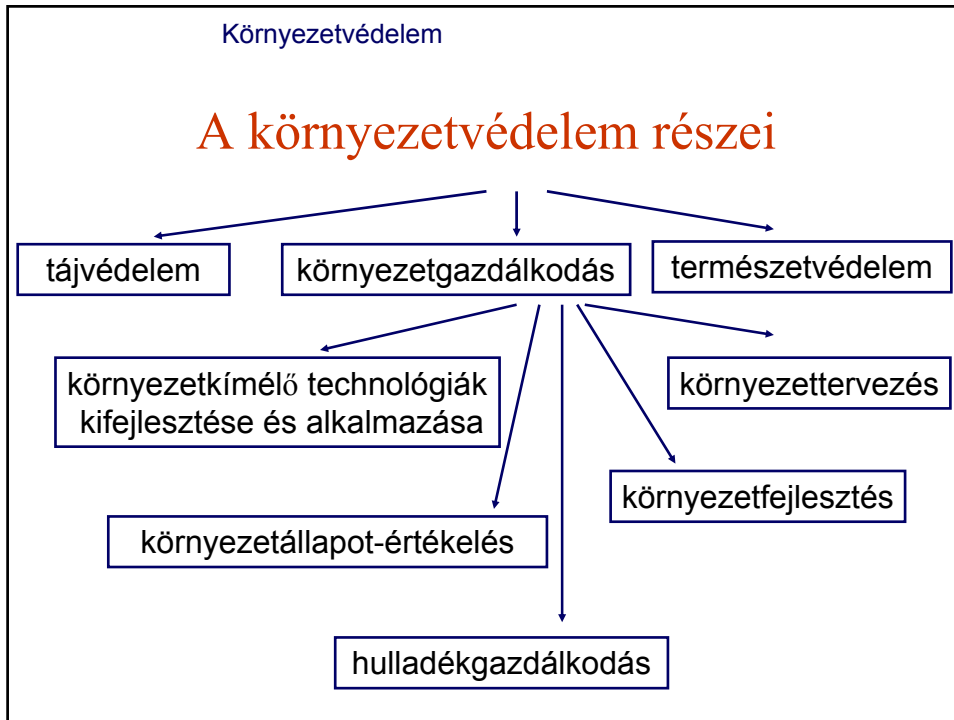 Környezetvédelem
A környezetvédelem részei
tájvédelem
környezetgazdálkodás
természetvédelem
környezetkímélő technológiák
kifejlesztése és alkalmazása
környezettervezés
környezetfejlesztés
környezetállapot-értékelés
hulladékgazdálkodás